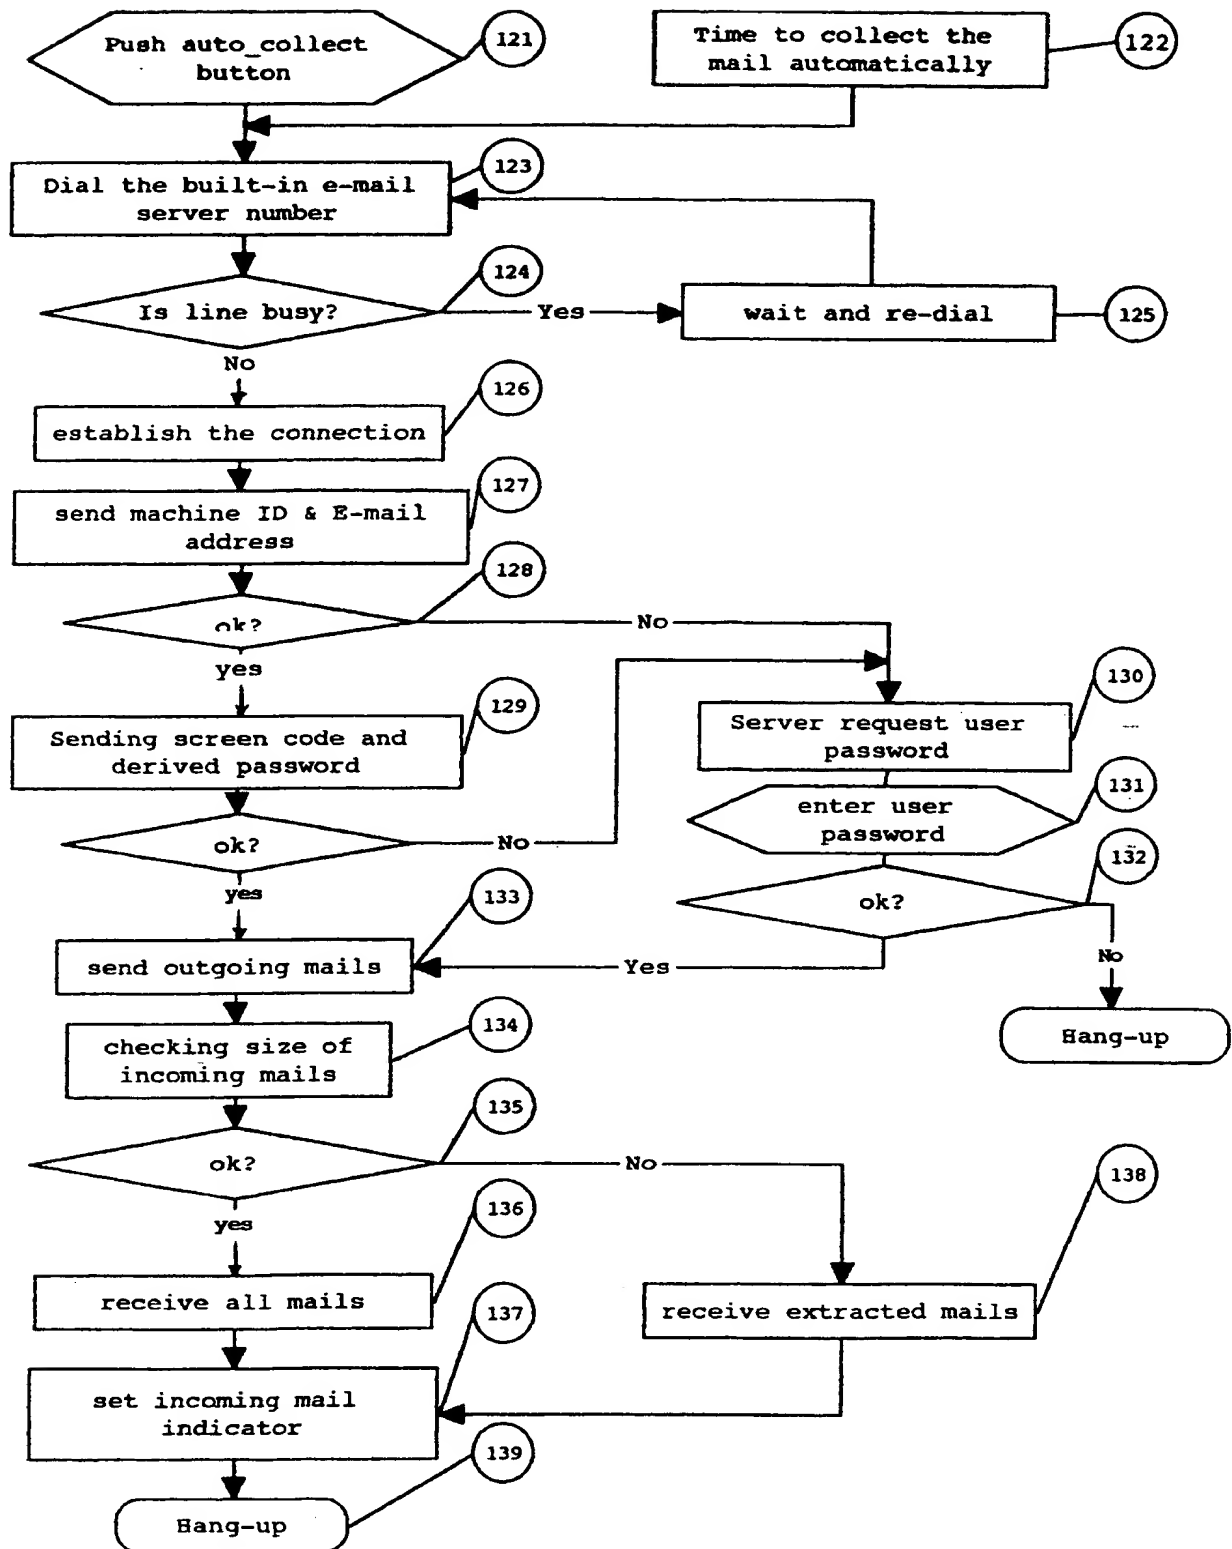 Push auto_collect
button
121
Time to collect the
mail automatically
122
Dial the built-in e-mail
server number
123
Is line busy?
124
Yes
wait and re-dial
125
No
establish the connection
126
send machine ID & E-mail
address
127
ok?
128
No
yes
Sending screen code and
derived password
129
Server request user
password
130
enter user
password
131
ok?
No
ok?
132
yes
No
send outgoing mails
133
Yes
Hang-up
checking size of
incoming mails
134
ok?
135
No
yes
receive all mails
136
receive extracted mails
138
set incoming mail
indicator
137
Hang-up
139